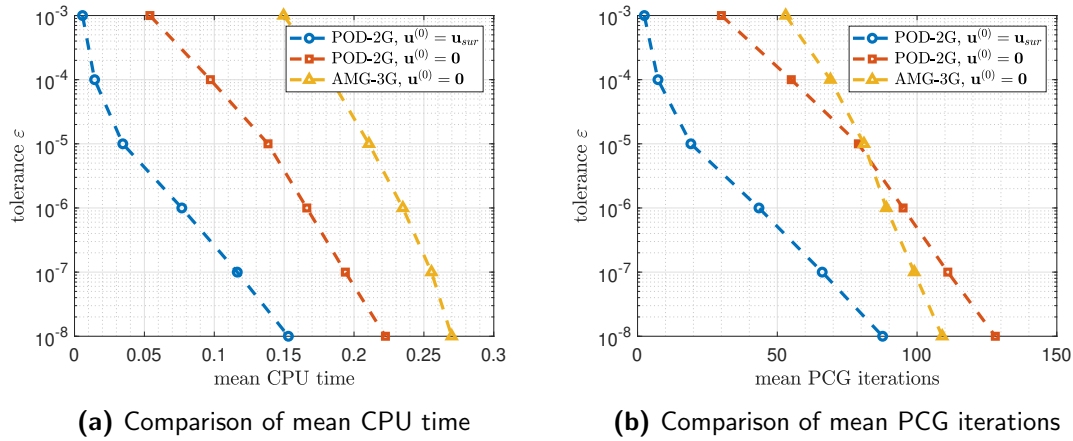 10^-3
10^-4
10^-5
10^-6
10^-7
10^-8
tolerance ε
0 0.05 0.1 0.15 0.2 0.25 0.3
mean CPU time
POD-2G, u^(0) = u_sur
POD-2G, u^(0) = 0
AMG-3G, u^(0) = 0
(a) Comparison of mean CPU time
10^-3
10^-4
10^-5
10^-6
10^-7
10^-8
tolerance ε
0 50 100 150
mean PCG iterations
POD-2G, u^(0) = u_sur
POD-2G, u^(0) = 0
AMG-3G, u^(0) = 0
(b) Comparison of mean PCG iterations